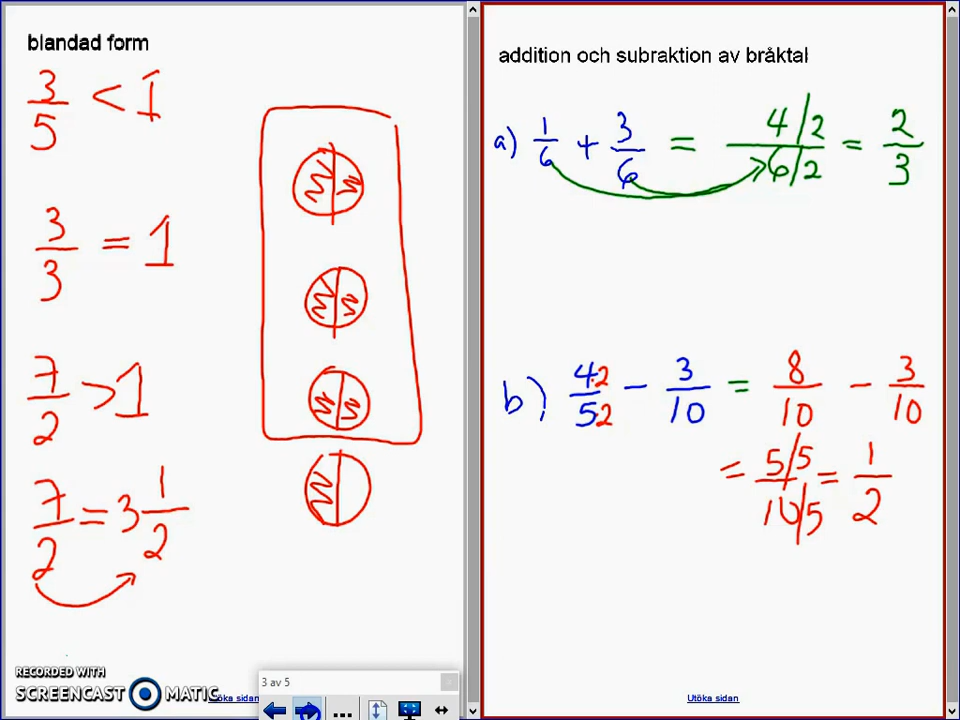 blandad form
3/5 < 1
3/3 = 1
7/2 > 1
7/2 = 3 1/2
addition och subraktion av bråktal
a) 1/6 + 3/6 = 4/2 / 6/2 = 2/3
b) 4·2/5·2 - 3/10 = 8/10 - 3/10
= 5/5 / 10/5 = 1/2
RECORDED WITH
SCREENCAST MATIC
Utöka sidan
3 av 5
Utöka sidan